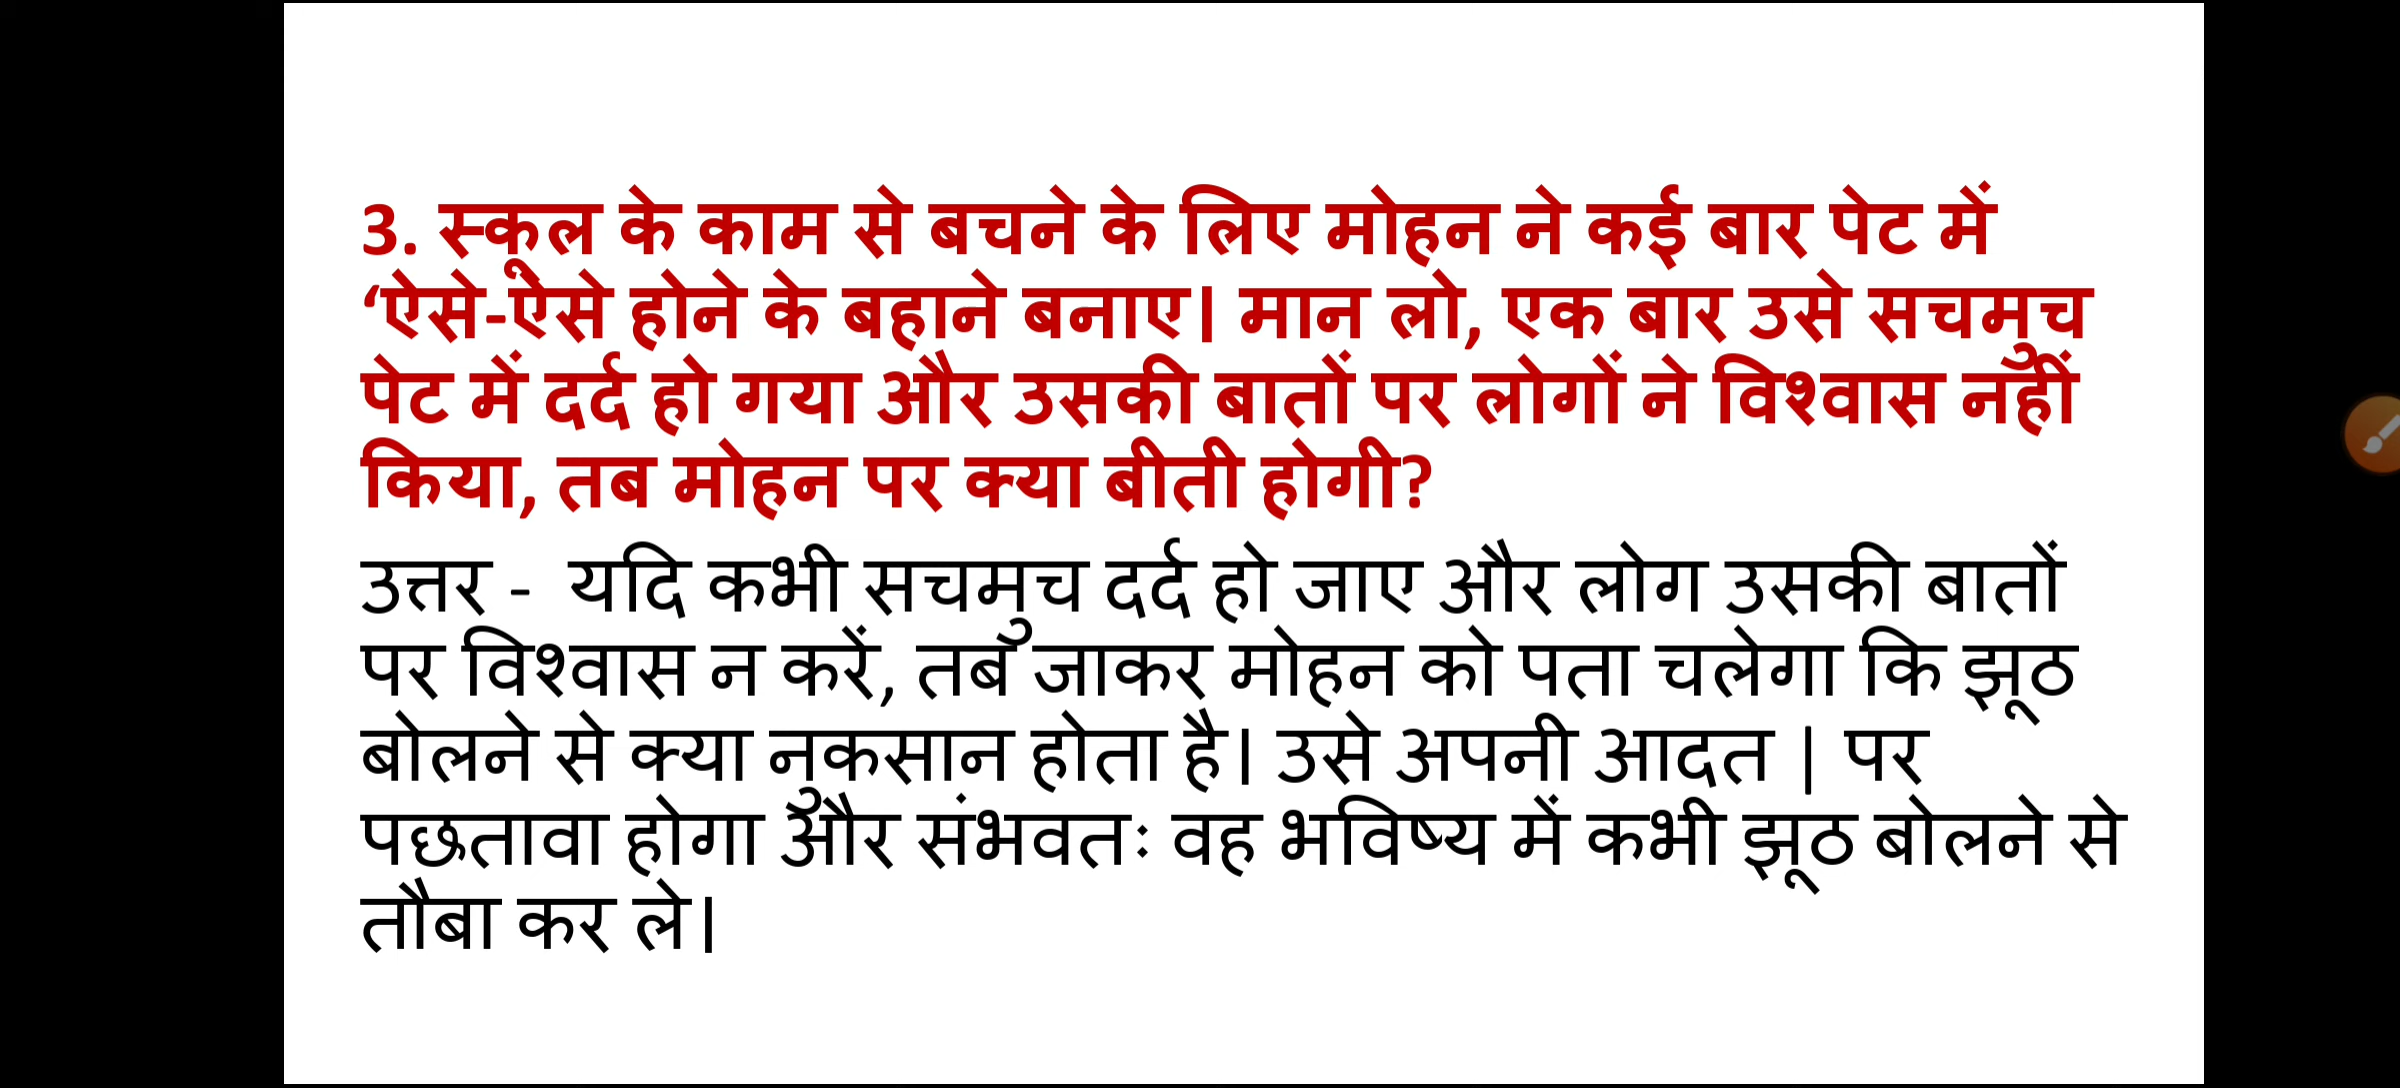 3. स्कूल के काम से बचने के लिए मोहन ने कई बार पेट में
‘ऐसे-ऐसे होने के बहाने बनाए। मान लो, एक बार उसे सचमुच
पेट में दर्द हो गया और उसकी बातों पर लोगों ने विश्वास नहीं
किया, तब मोहन पर क्या बीती होगी?
उत्तर - यदि कभी सचमुच दर्द हो जाए और लोग उसकी बातों
पर विश्वास न करें, तब जाकर मोहन को पता चलेगा कि झूठ
बोलने से क्या नुकसान होता है। उसे अपनी आदत | पर
पछतावा होगा और संभवतः वह भविष्य में कभी झूठ बोलने से
तौबा कर ले।